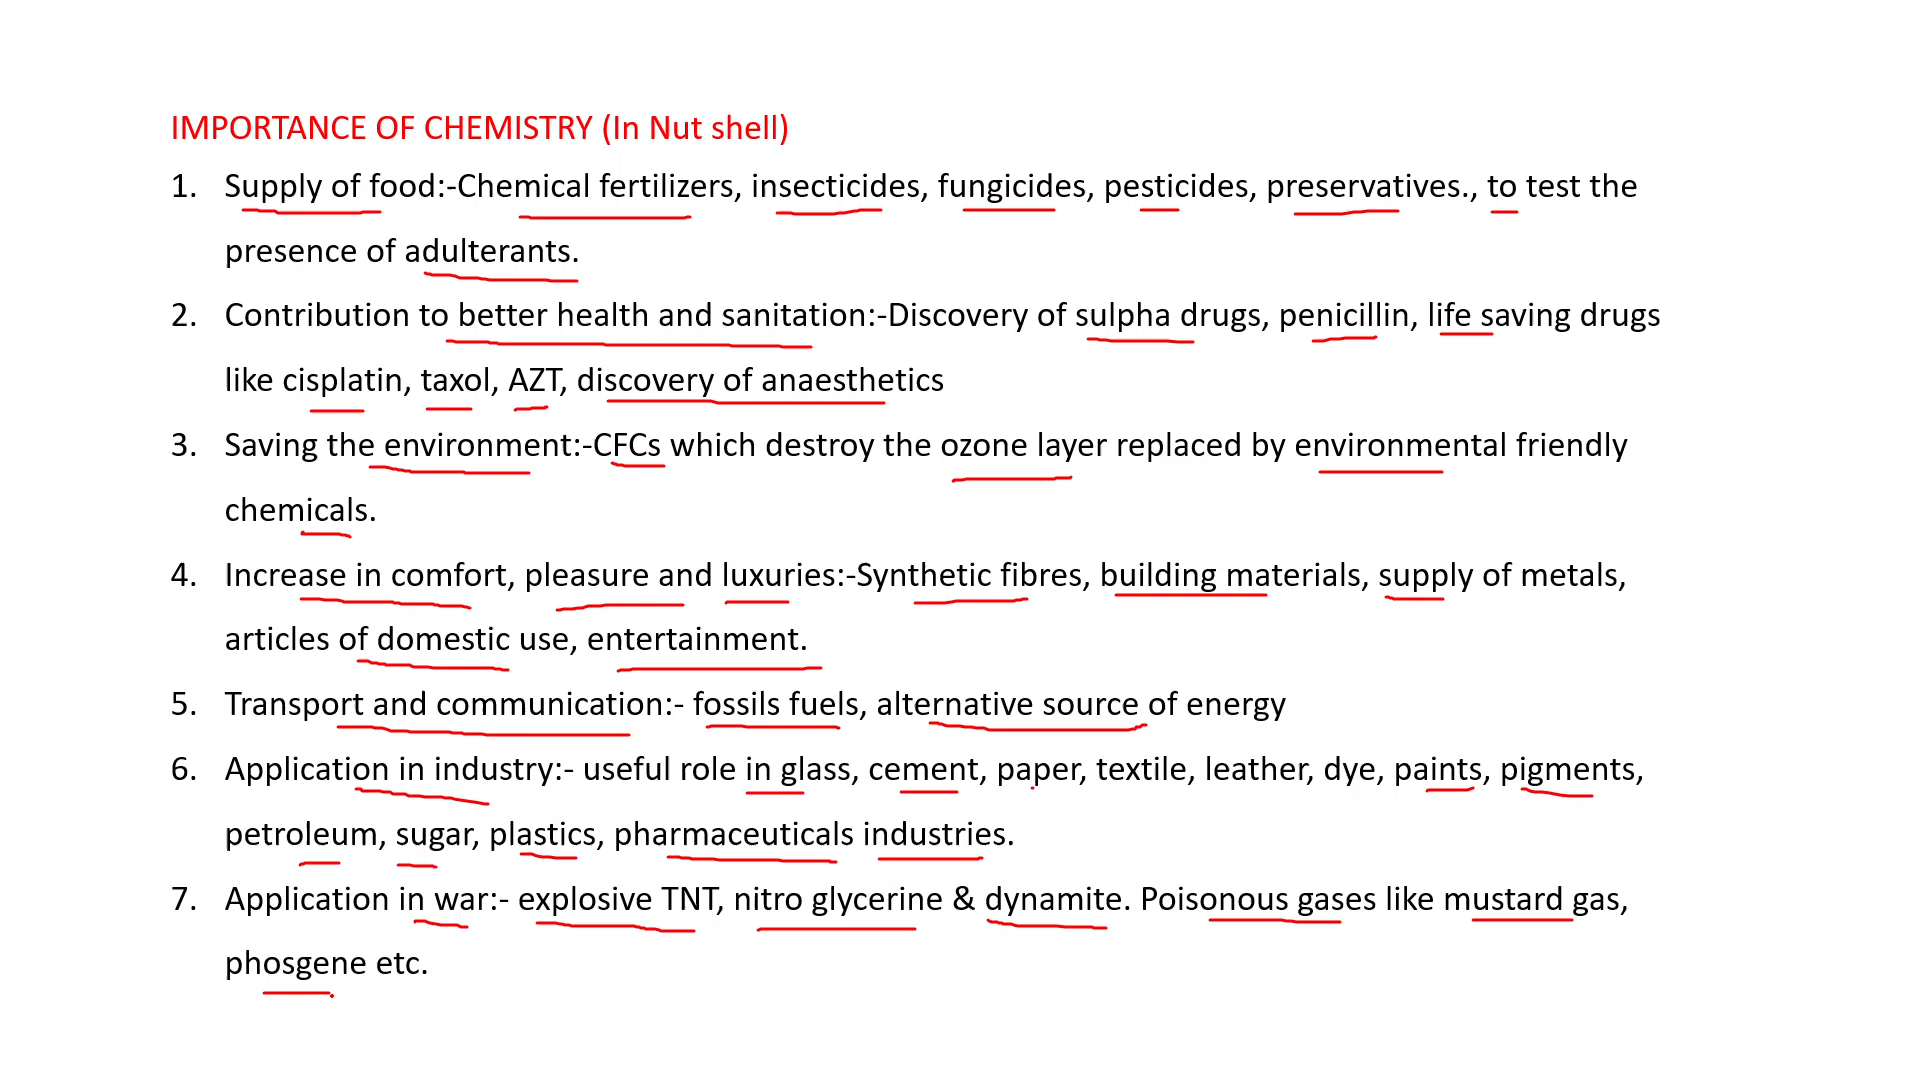 IMPORTANCE OF CHEMISTRY (In Nut shell)
1. Supply of food:-Chemical fertilizers, insecticides, fungicides, pesticides, preservatives., to test the
presence of adulterants.
2. Contribution to better health and sanitation:-Discovery of sulpha drugs, penicillin, life saving drugs
like cisplatin, taxol, AZT, discovery of anaesthetics
3. Saving the environment:-CFCs which destroy the ozone layer replaced by environmental friendly
chemicals.
4. Increase in comfort, pleasure and luxuries:-Synthetic fibres, building materials, supply of metals,
articles of domestic use, entertainment.
5. Transport and communication:- fossils fuels, alternative source of energy
6. Application in industry:- useful role in glass, cement, paper, textile, leather, dye, paints, pigments,
petroleum, sugar, plastics, pharmaceuticals industries.
7. Application in war:- explosive TNT, nitro glycerine & dynamite. Poisonous gases like mustard gas,
phosgene etc.